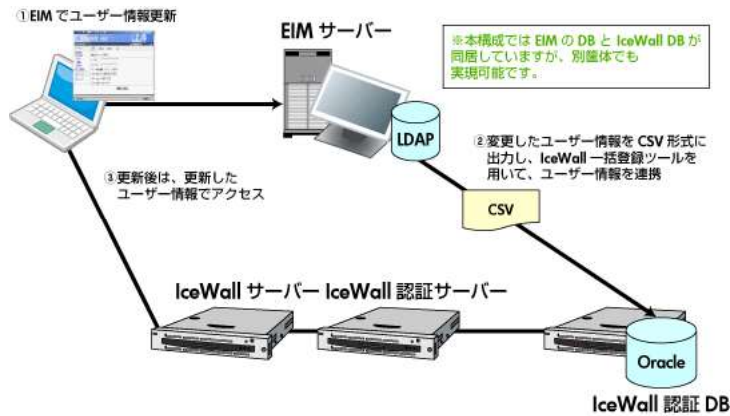 ①EIM でユーザー情報更新
EIM サーバー
※本構成では EIM の DB と IceWall DB が
同居していますが、別筐体でも
実現可能です。
LDAP
②変更したユーザー情報を CSV 形式に
出力し、IceWall 一括登録ツールを
用いて、ユーザー情報を連携
③更新後は、更新した
ユーザー情報でアクセス
CSV
IceWall サーバー IceWall 認証サーバー
Oracle
IceWall 認証 DB